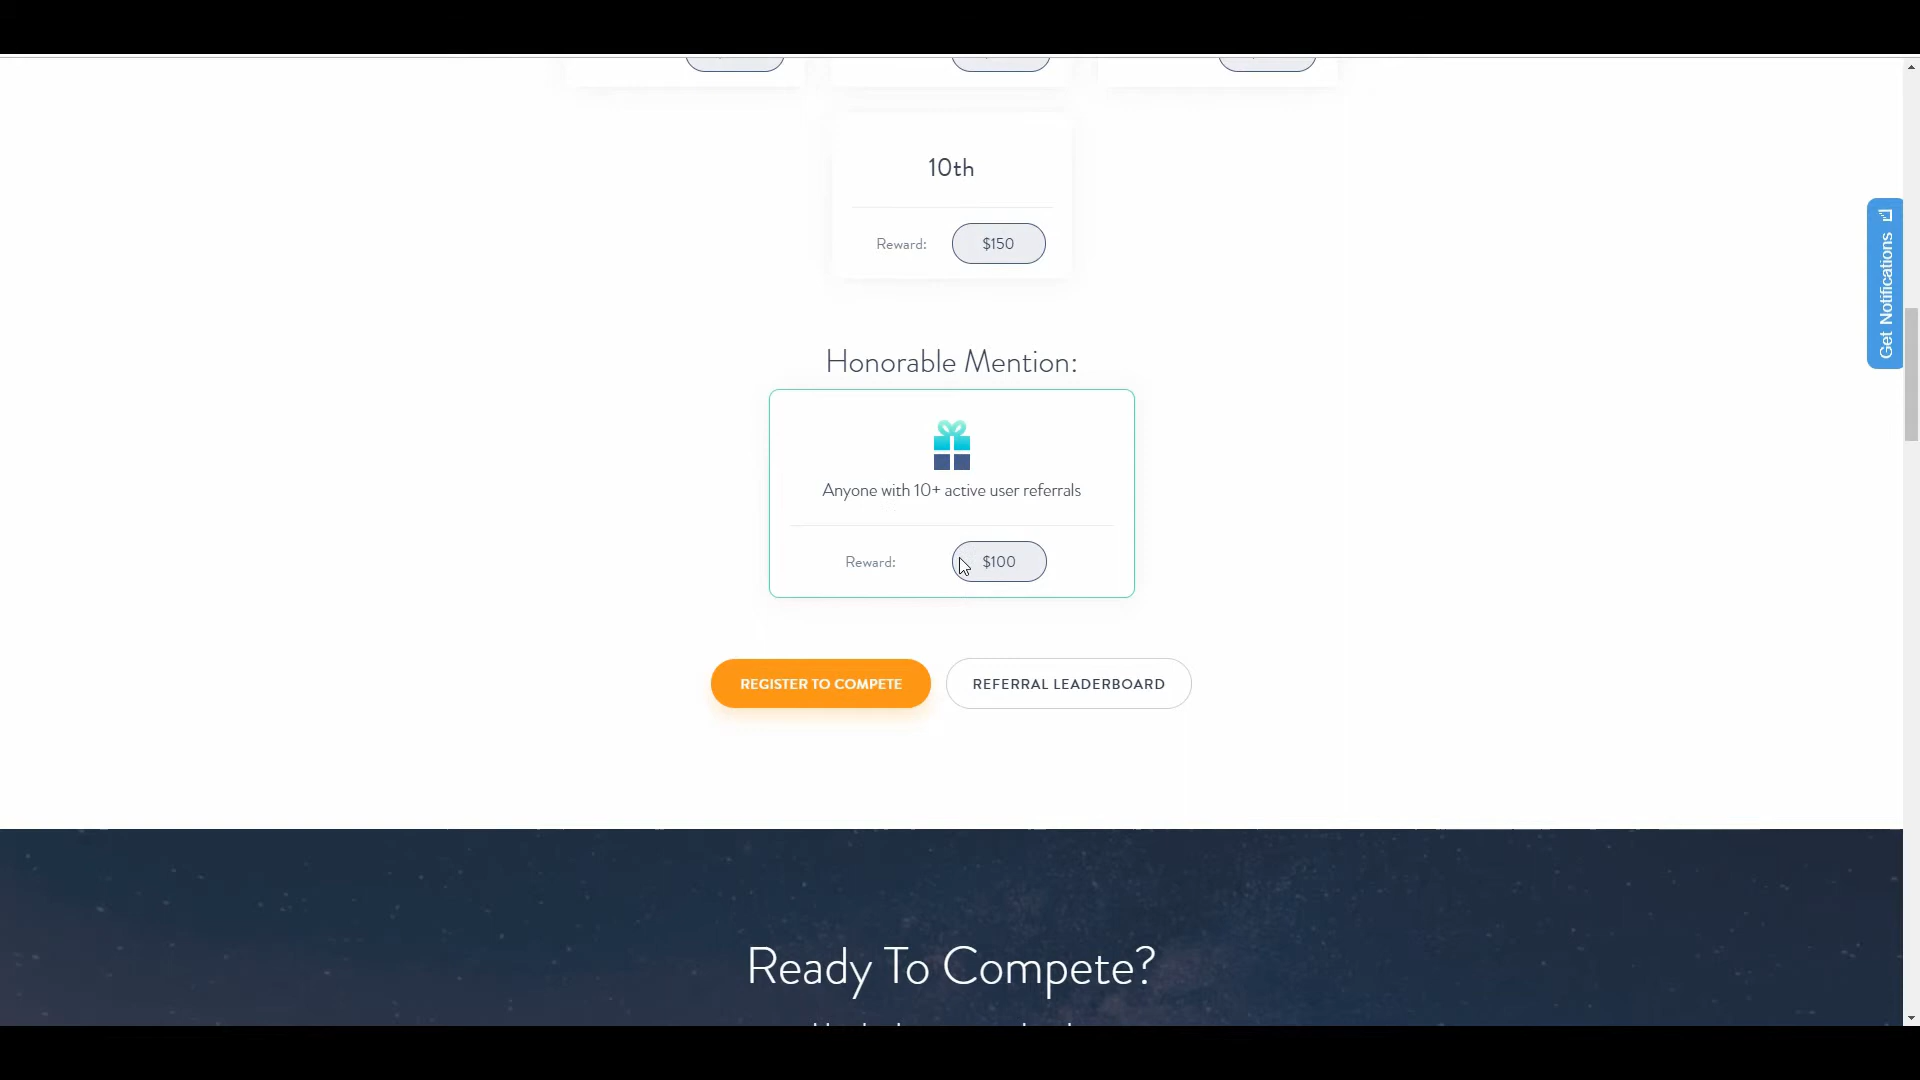 10th
Reward: $150
Get Notifications
Honorable Mention:
Anyone with 10+ active user referrals
Reward: $100
REGISTER TO COMPETE
REFERRAL LEADERBOARD
Ready To Compete?